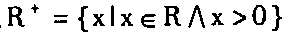 R⁺ = {x|x ∈ R ⋀ x > 0}